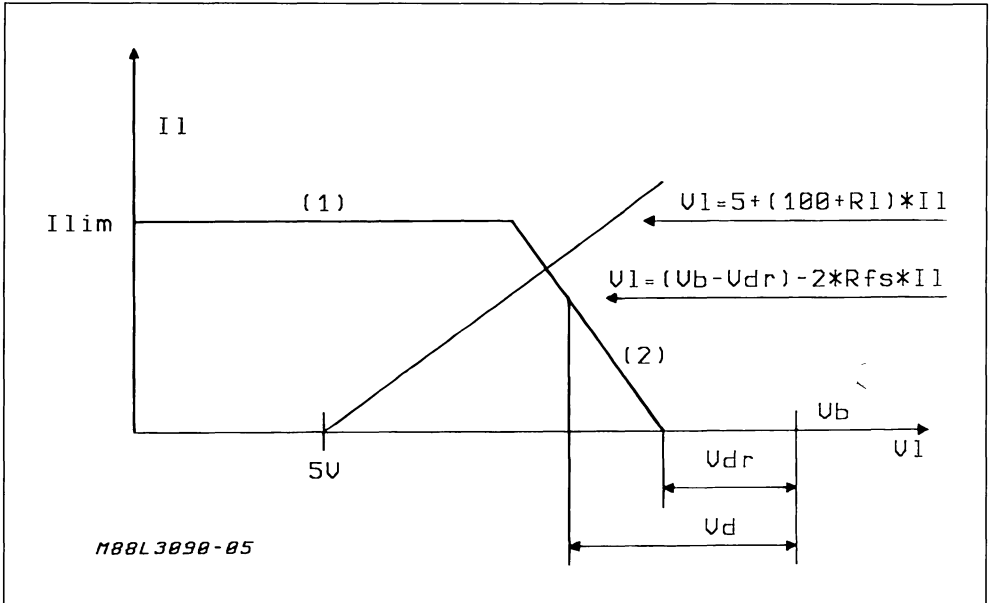 Il
(1)
Ilim
Vl=5+(100+Rl)*Il
Vl=(Vb-Vdr)-2*Rfs*Il
(2)
Vb
Vl
5V
Vdr
Vd
M88L3090-05